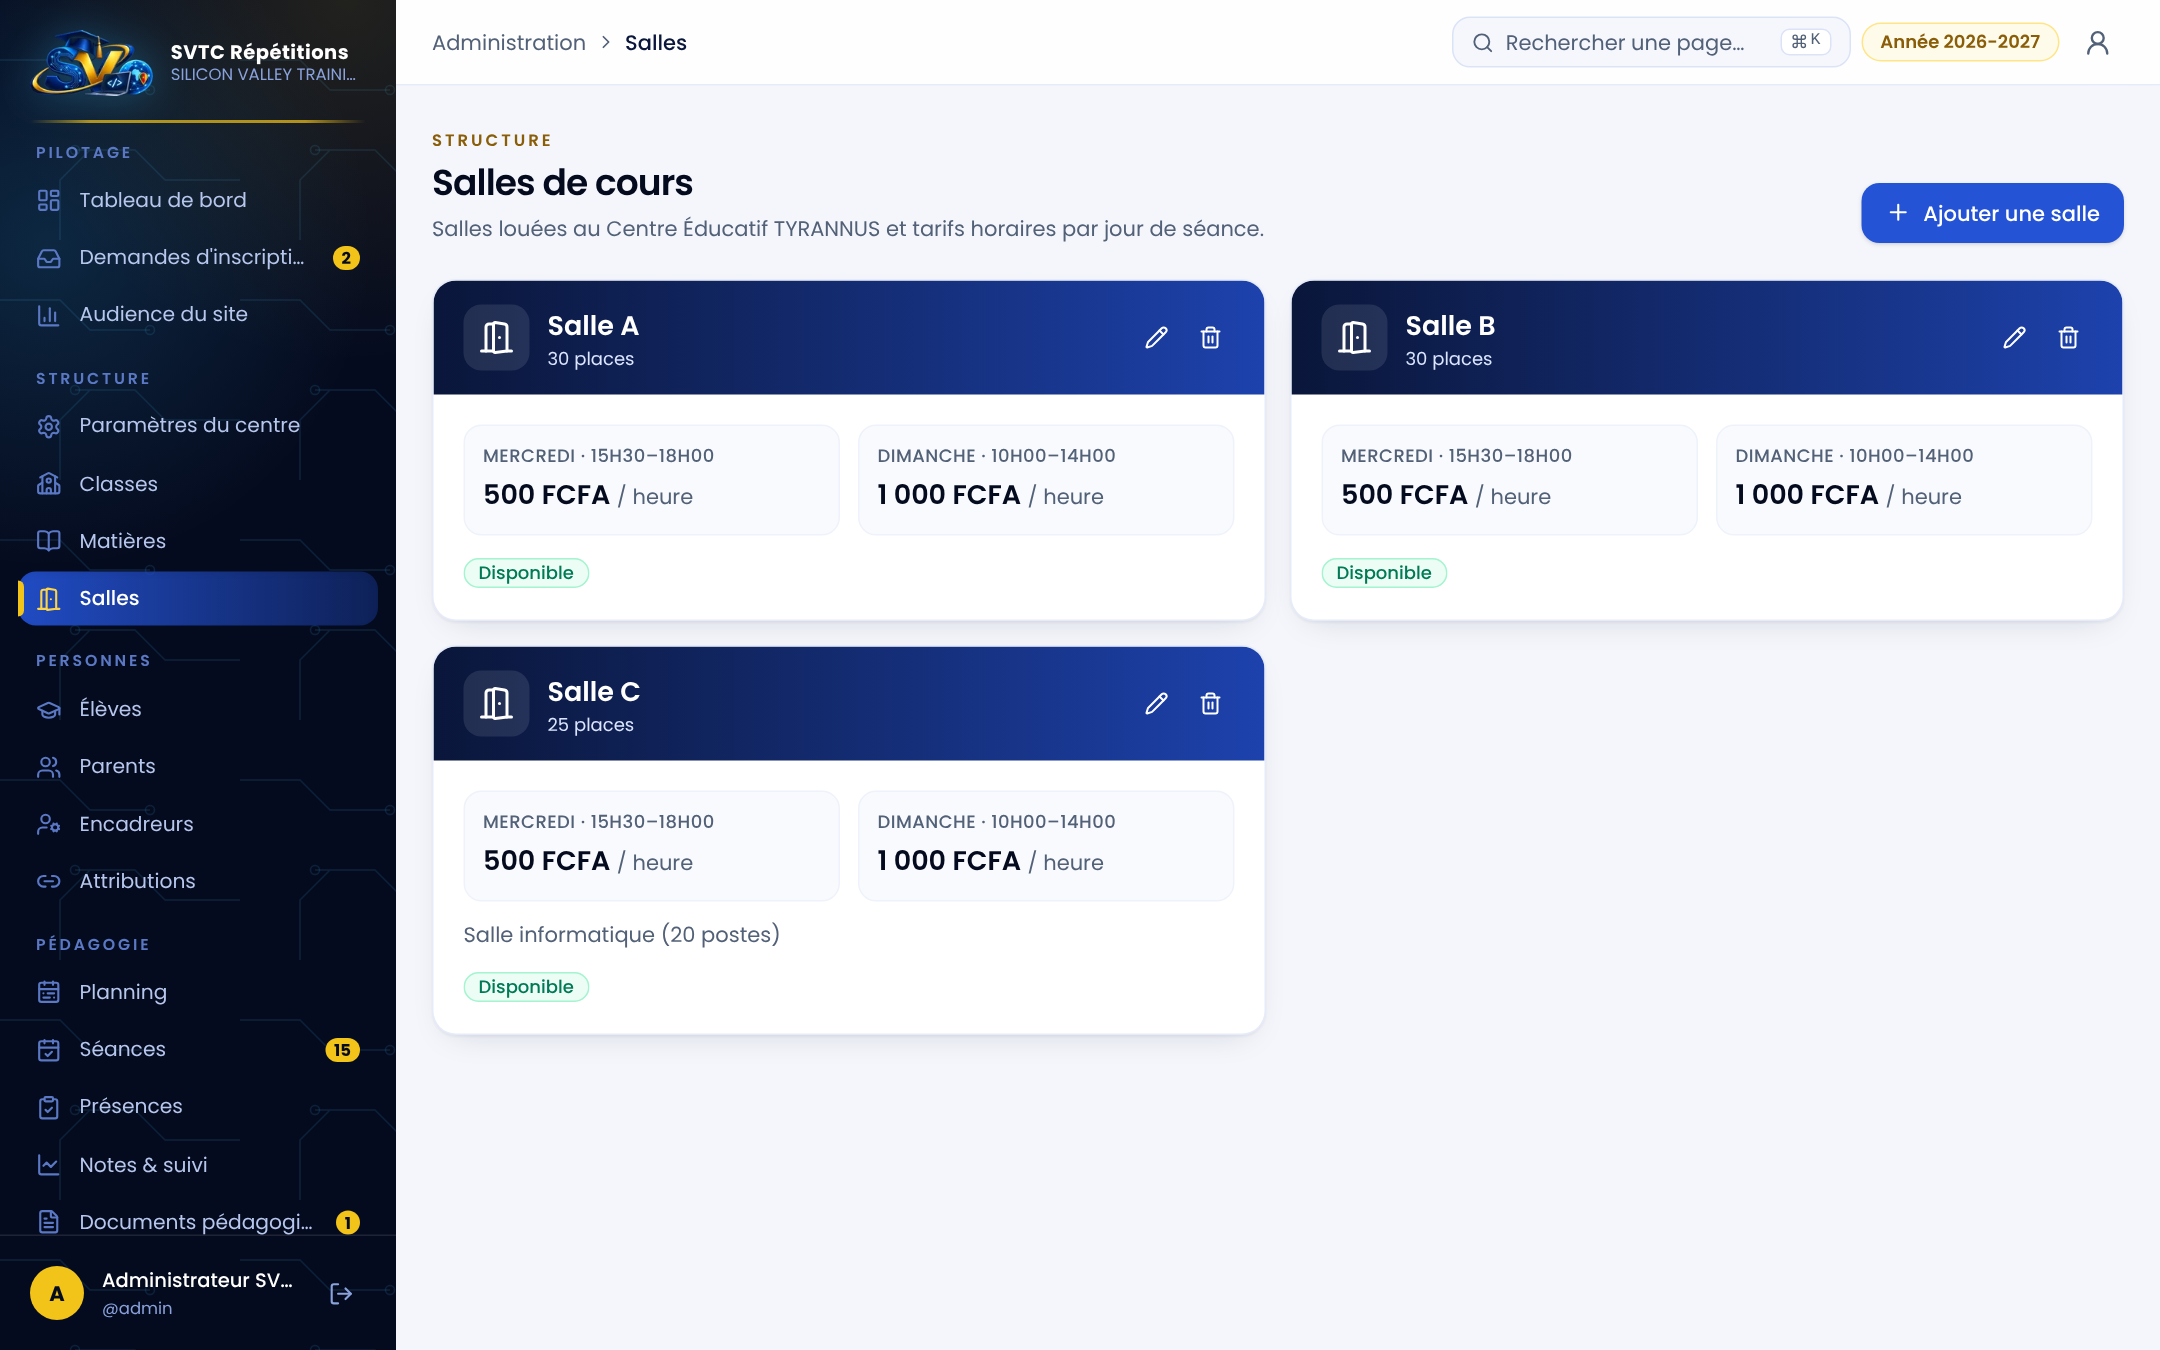 SVTC Répétitions
SILICON VALLEY TRAINI...
PILOTAGE
Tableau de bord
Demandes d'inscripti... 2
Audience du site
STRUCTURE
Paramètres du centre
Classes
Matières
Salles
PERSONNES
Élèves
Parents
Encadreurs
Attributions
PÉDAGOGIE
Planning
Séances 15
Présences
Notes & suivi
Documents pédagogi... 1
A
Administrateur SV...
@admin
Administration > Salles
Rechercher une page... ⌘ K
Année 2026-2027
STRUCTURE
Salles de cours
Salles louées au Centre Éducatif TYRANNUS et tarifs horaires par jour de séance.
+ Ajouter une salle
Salle A
30 places
MERCREDI · 15H30–18H00
500 FCFA / heure
DIMANCHE · 10H00–14H00
1 000 FCFA / heure
Disponible
Salle B
30 places
MERCREDI · 15H30–18H00
500 FCFA / heure
DIMANCHE · 10H00–14H00
1 000 FCFA / heure
Disponible
Salle C
25 places
MERCREDI · 15H30–18H00
500 FCFA / heure
DIMANCHE · 10H00–14H00
1 000 FCFA / heure
Salle informatique (20 postes)
Disponible